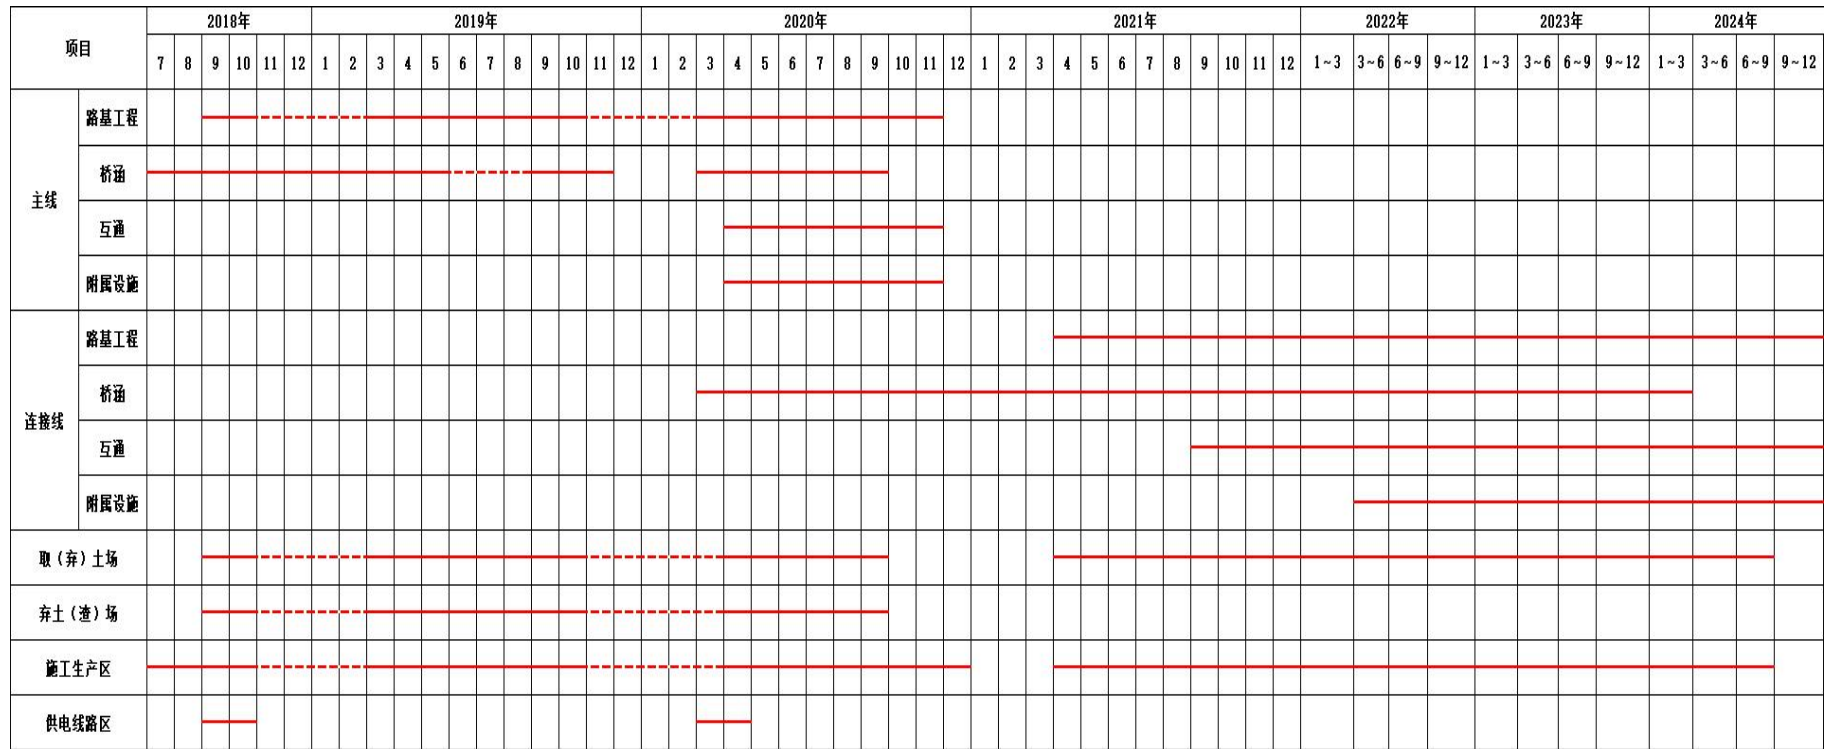 项目
2018年 2019年 2020年 2021年 2022年 2023年 2024年
7 8 9 10 11 12 1 2 3 4 5 6 7 8 9 10 11 12 1 2 3 4 5 6 7 8 9 10 11 12 1 2 3 4 5 6 7 8 9 10 11 12 1~3 3~6 6~9 9~12 1~3 3~6 6~9 9~12 1~3 3~6 6~9 9~12
主线
路基工程
桥涵
互通
附属设施
连接线
路基工程
桥涵
互通
附属设施
取（弃）土场
弃土（渣）场
施工生产区
供电线路区